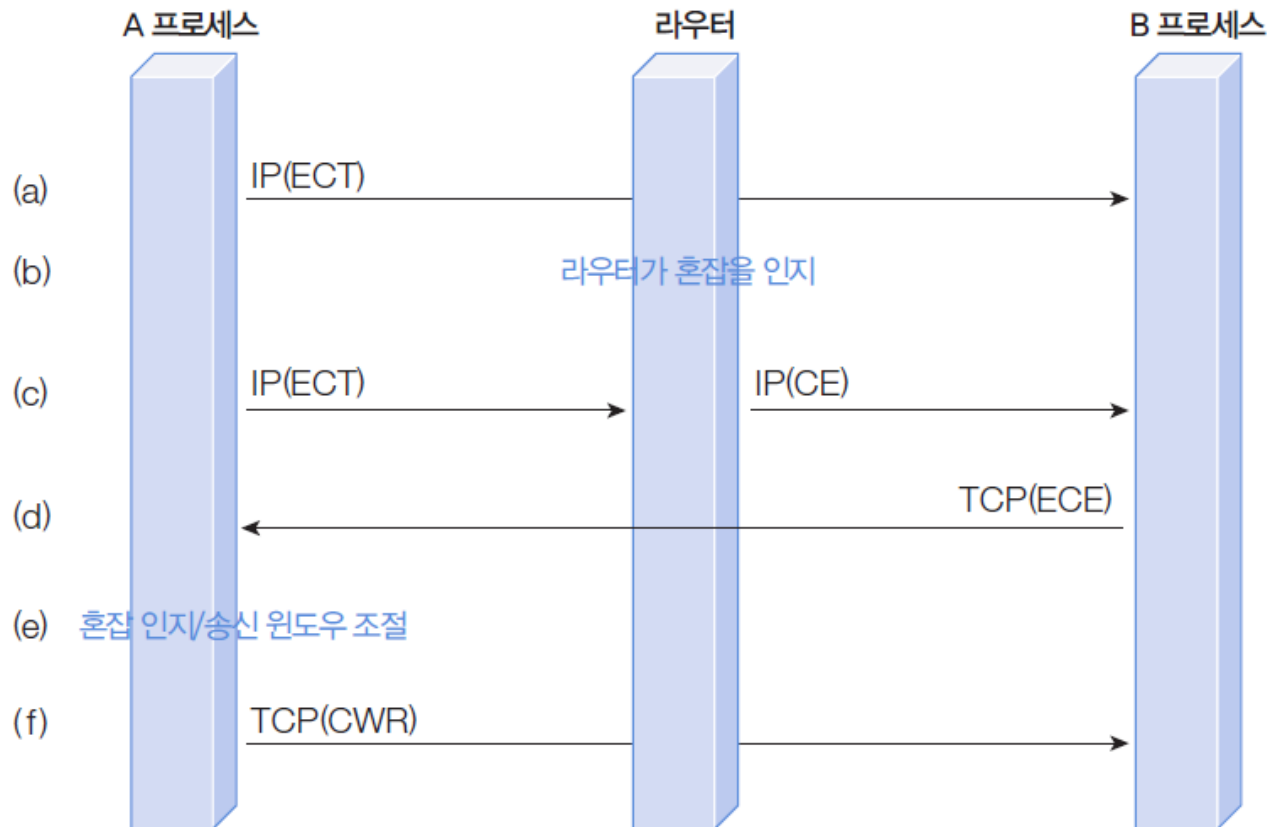 A 프로세스 라우터 B 프로세스
(a) IP(ECT)
(b) 라우터가 혼잡을 인지
(c) IP(ECT) IP(CE)
(d) TCP(ECE)
(e) 혼잡 인지/송신 윈도우 조절
(f) TCP(CWR)